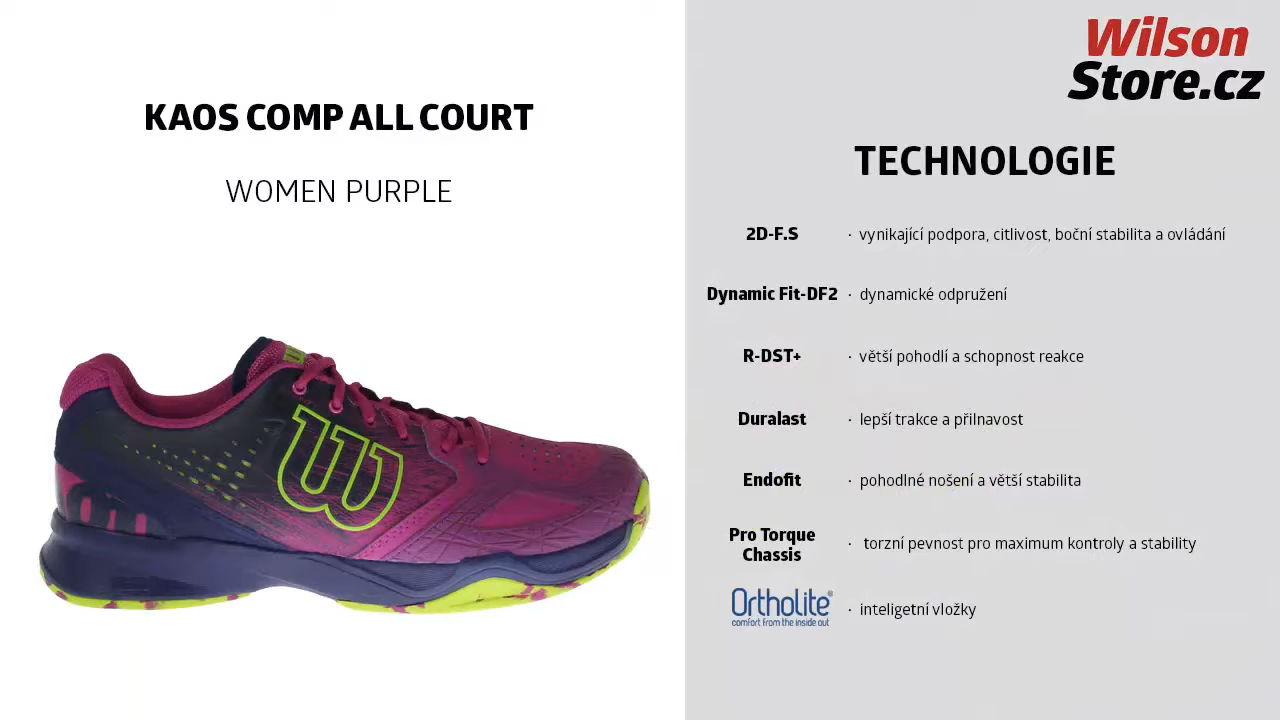 KAOS COMP ALL COURT
WOMEN PURPLE
Wilson
Store.cz
TECHNOLOGIE
2D-F.S · vynikající podpora, citlivost, boční stabilita a ovládání
Dynamic Fit-DF2 · dynamické odpružení
R-DST+ · větší pohodlí a schopnost reakce
Duralast · lepší trakce a přilnavost
Endofit · pohodlné nošení a větší stabilita
Pro Torque
Chassis · torzní pevnost pro maximum kontroly a stability
Ortholite® · inteligetní vložky
comfort from the inside out
W